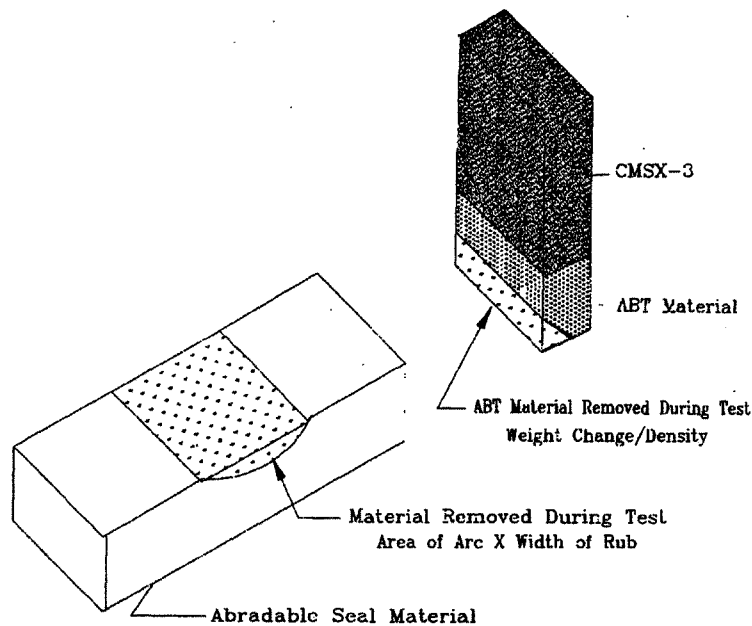 CMSX-3
ABT Material
ABT Material Removed During Test
Weight Change/Density
Material Removed During Test
Area of Arc X Width of Rub
Abradable Seal Material